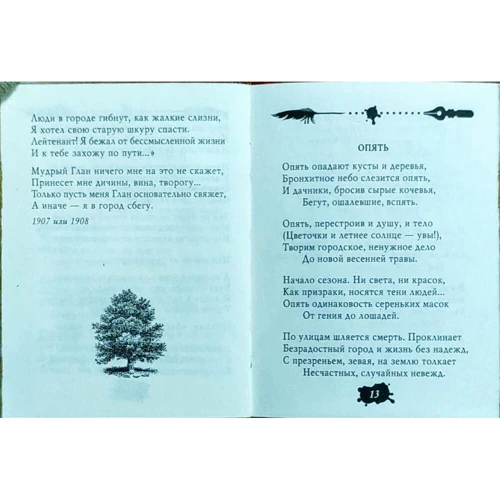 Люди в городе гибнут, как жалкие слизни,
Я хотел свою старую шкуру спасти.
Лейтенант! Я бежал от бессмысленной жизни
И к тебе захожу по пути...»
Мудрый Глан ничего мне на это не скажет,
Принесет мне дичины, вина, творогу...
Только пусть меня Глан основательно свяжет,
А иначе — я в город сбегу.
1907 или 1908
ОПЯТЬ
Опять опадают кусты и деревья,
Бронхитное небо слезится опять,
И дачники, бросив сырые кочевья,
Бегут, ошалевшие, вспять.
Опять, перестроив и душу, и тело
(Цветочки и летнее солнце — увы!),
Творим городское, ненужное дело
До новой весенней травы.
Начало сезона. Ни света, ни красок,
Как призраки, носятся тени людей...
Опять одинаковость сереньких масок
От гения до лошадей.
По улицам шляется смерть. Проклинает
Безрадостный город и жизнь без надежд,
С презреньем, зевая, на землю толкает
Несчастных, случайных невежд.
13